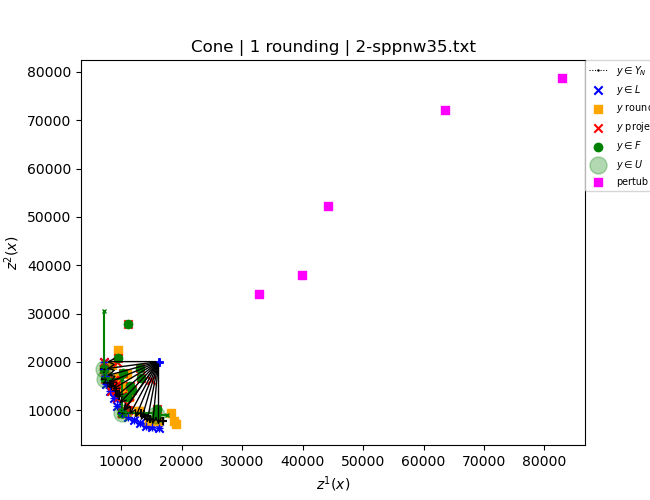 Cone | 1 rounding | 2-sppnw35.txt
80000
70000
60000
50000
40000
30000
20000
10000
z²(x)
10000 20000 30000 40000 50000 60000 70000 80000
z¹(x)
y ∈ Y_N
y ∈ L
y roun
y proje
y ∈ F
y ∈ U
pertub